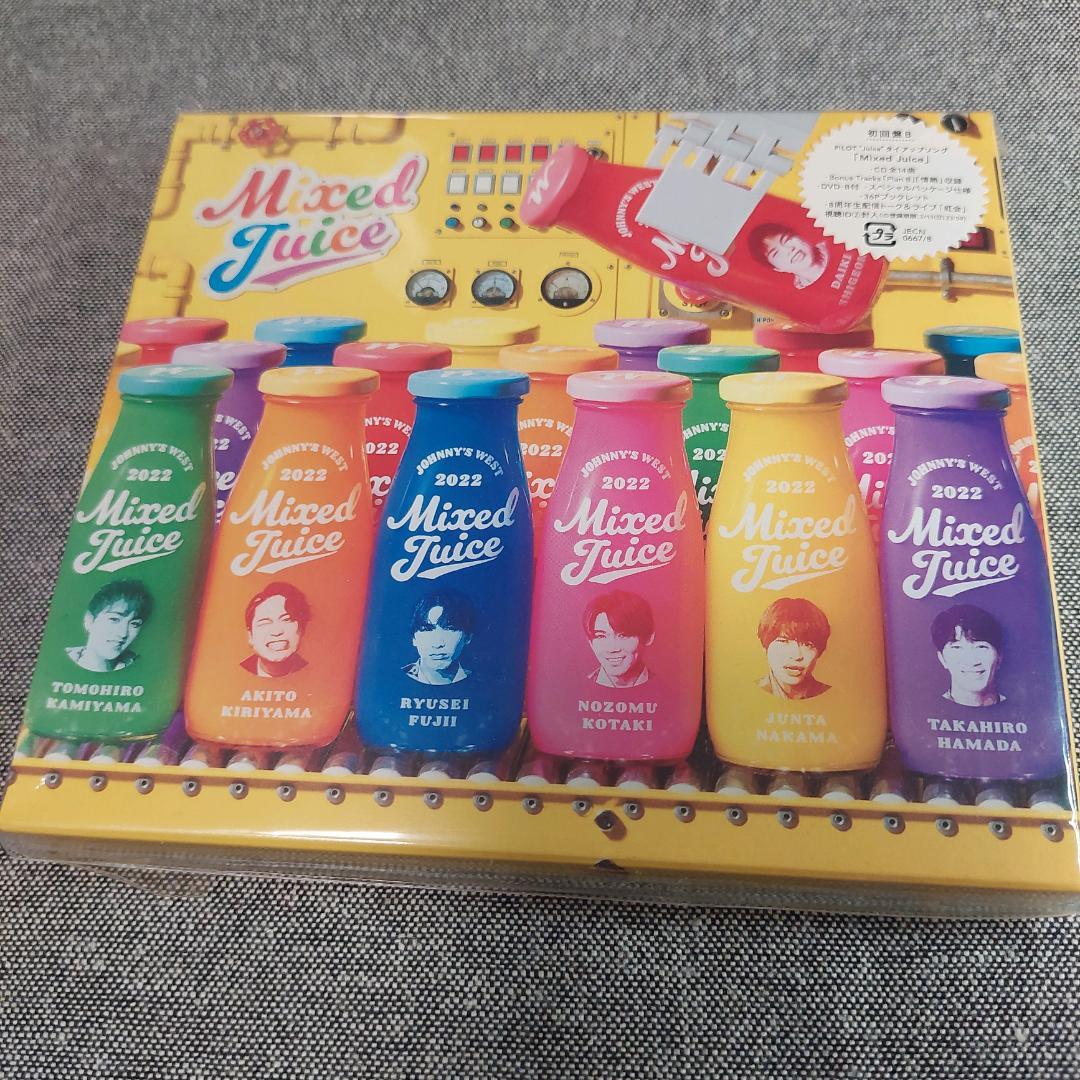 Mixed
Juice
初回盤B
PILOT "Juice" タイアップソング
「Mixed Juice」
・CD 全14曲
・Bonus Tracks「Plan B」「情熱」収録
・DVD-B付 ・スペシャルパッケージ仕様
・36Pブックレット
・8周年生配信トーク&ライブ「虹会」
視聴ID②封入
プラ
JECN
0667/8
JOHNNY'S WEST
DAIKI
SHIGEOKA
STOP
JOHNNY'S WEST
2022
Mixed
Juice
TOMOHIRO
KAMIYAMA
JOHNNY'S WEST
2022
Mixed
Juice
AKITO
KIRIYAMA
JOHNNY'S WEST
2022
Mixed
Juice
RYUSEI
FUJII
JOHNNY'S WEST
2022
Mixed
Juice
NOZOMU
KOTAKI
JOHNNY'S WEST
2022
Mixed
Juice
JUNTA
NAKAMA
JOHNNY'S WEST
2022
Mixed
Juice
TAKAHIRO
HAMADA